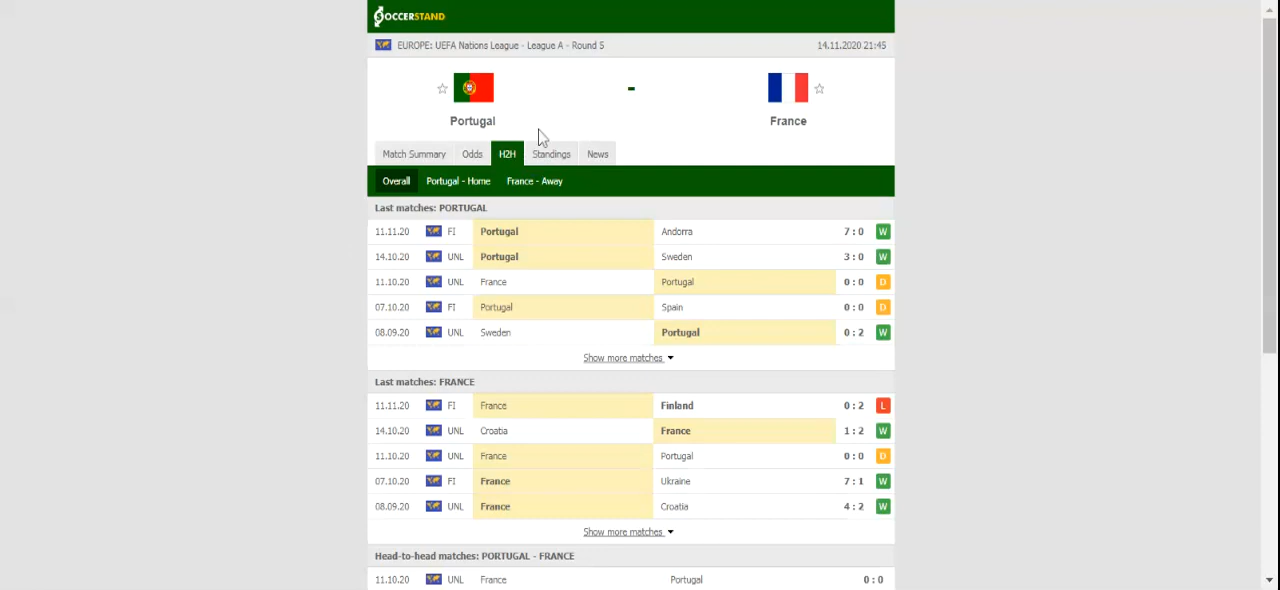 SOCCERSTAND
EUROPE: UEFA Nations League - League A - Round 5 14.11.2020 21:45
-
Portugal France
Match Summary Odds H2H Standings News
Overall Portugal - Home France - Away
Last matches: PORTUGAL
11.11.20 FI Portugal Andorra 7 : 0 W
14.10.20 UNL Portugal Sweden 3 : 0 W
11.10.20 UNL France Portugal 0 : 0 D
07.10.20 FI Portugal Spain 0 : 0 D
08.09.20 UNL Sweden Portugal 0 : 2 W
Show more matches
Last matches: FRANCE
11.11.20 FI France Finland 0 : 2 L
14.10.20 UNL Croatia France 1 : 2 W
11.10.20 UNL France Portugal 0 : 0 D
07.10.20 FI France Ukraine 7 : 1 W
08.09.20 UNL France Croatia 4 : 2 W
Show more matches
Head-to-head matches: PORTUGAL - FRANCE
11.10.20 UNL France Portugal 0 : 0